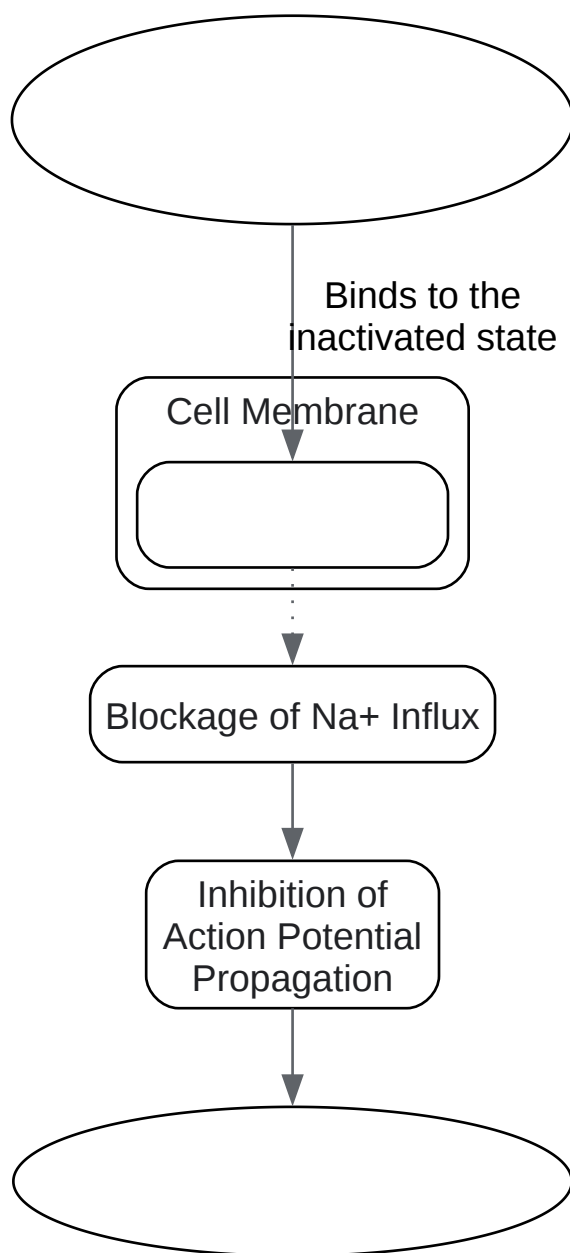 Binds to the
inactivated state
Cell Membrane
Blockage of Na+ Influx
Inhibition of
Action Potential
Propagation